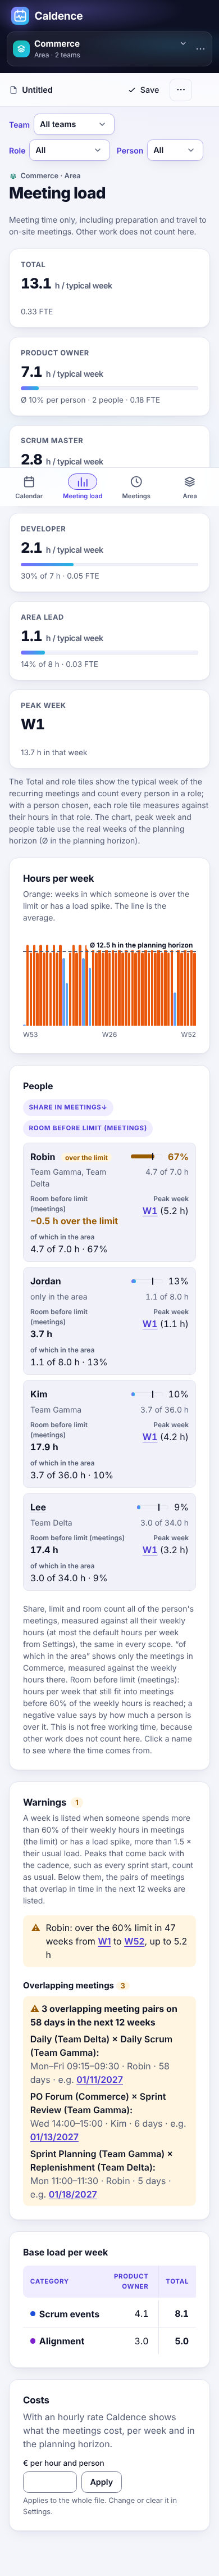 Caldence
Commerce
Area · 2 teams
Untitled
Save
Team
All teams
Role
All
Person
All
Commerce · Area
Meeting load
Meeting time only, including preparation and travel to
on-site meetings. Other work does not count here.
TOTAL
13.1 h / typical week
0.33 FTE
PRODUCT OWNER
7.1 h / typical week
Ø 10% per person · 2 people · 0.18 FTE
SCRUM MASTER
2.8 h / typical week
Calendar
Meeting load
Meetings
Area
DEVELOPER
2.1 h / typical week
30% of 7 h · 0.05 FTE
AREA LEAD
1.1 h / typical week
14% of 8 h · 0.03 FTE
PEAK WEEK
W1
13.7 h in that week
The Total and role tiles show the typical week of the
recurring meetings and count every person in a role;
with a person chosen, each role tile measures against
their hours in that role. The chart, peak week and
people table use the real weeks of the planning
horizon (Ø in the planning horizon).
Hours per week
Orange: weeks in which someone is over the
limit or has a load spike. The line is the
average.
Ø 12.5 h in the planning horizon
W53
W26
W52
People
SHARE IN MEETINGS↓
ROOM BEFORE LIMIT (MEETINGS)
Robin over the limit
67%
Team Gamma, Team
Delta
4.7 of 7.0 h
Room before limit
(meetings)
−0.5 h over the limit
Peak week
W1 (5.2 h)
of which in the area
4.7 of 7.0 h · 67%
Jordan
13%
only in the area
1.1 of 8.0 h
Room before limit
(meetings)
3.7 h
Peak week
W1 (1.1 h)
of which in the area
1.1 of 8.0 h · 13%
Kim
10%
Team Gamma
3.7 of 36.0 h
Room before limit
(meetings)
17.9 h
Peak week
W1 (4.2 h)
of which in the area
3.7 of 36.0 h · 10%
Lee
9%
Team Delta
3.0 of 34.0 h
Room before limit (meetings)
17.4 h
Peak week
W1 (3.2 h)
of which in the area
3.0 of 34.0 h · 9%
Share, limit and room count all of the person's
meetings, measured against all their weekly
hours (at most the default hours per week
from Settings), the same in every scope. “of
which in the area” shows only the meetings in
Commerce, measured against the weekly
hours there. Room before limit (meetings):
hours per week that still fit into meetings
before 60% of the weekly hours is reached; a
negative value says by how much a person is
over it. This is not free working time, because
other work does not count here. Click a name
to see where the time comes from.
Warnings 1
A week is listed when someone spends more
than 60% of their weekly hours in meetings
(the limit) or has a load spike, more than 1.5 ×
their usual load. Peaks that come back with
the cadence, such as every sprint start, count
as usual. Below them, the pairs of meetings
that overlap in time in the next 12 weeks are
listed.
Robin: over the 60% limit in 47
weeks from W1 to W52, up to 5.2
h
Overlapping meetings 3
3 overlapping meeting pairs on
58 days in the next 12 weeks
Daily (Team Delta) × Daily Scrum
(Team Gamma):
Mon–Fri 09:15–09:30 · Robin · 58
days · e.g. 01/11/2027
PO Forum (Commerce) × Sprint
Review (Team Gamma):
Wed 14:00–15:00 · Kim · 6 days · e.g.
01/13/2027
Sprint Planning (Team Gamma) ×
Replenishment (Team Delta):
Mon 11:00–11:30 · Robin · 5 days ·
e.g. 01/18/2027
Base load per week
CATEGORY
PRODUCT
OWNER
TOTAL
Scrum events
4.1
8.1
Alignment
3.0
5.0
Costs
With an hourly rate Caldence shows
what the meetings cost, per week and in
the planning horizon.
€ per hour and person
Apply
Applies to the whole file. Change or clear it in
Settings.